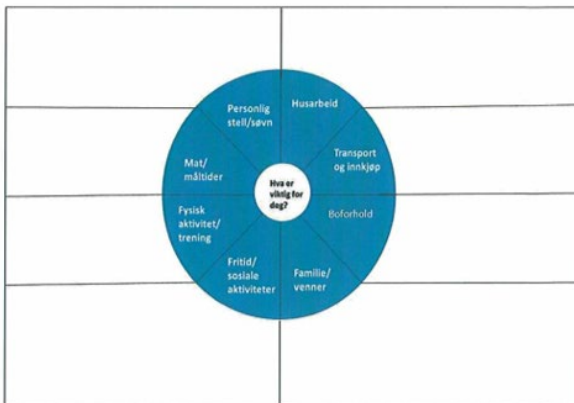 Personlig
stell/søvn
Husarbeid
Mat/
måltider
Transport
og innkjøp
Hva er
viktig for
deg?
Fysisk
aktivitet/
trening
Boforhold
Fritid/
sosiale
aktiviteter
Familie/
venner